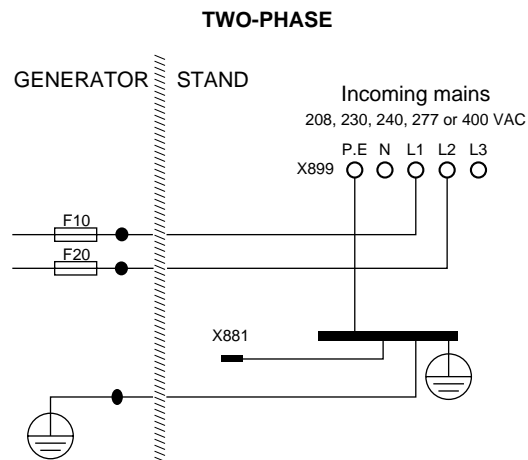 TWO-PHASE
GENERATOR STAND
Incoming mains
208, 230, 240, 277 or 400 VAC
P.E N L1 L2 L3
X899
F10
F20
X881